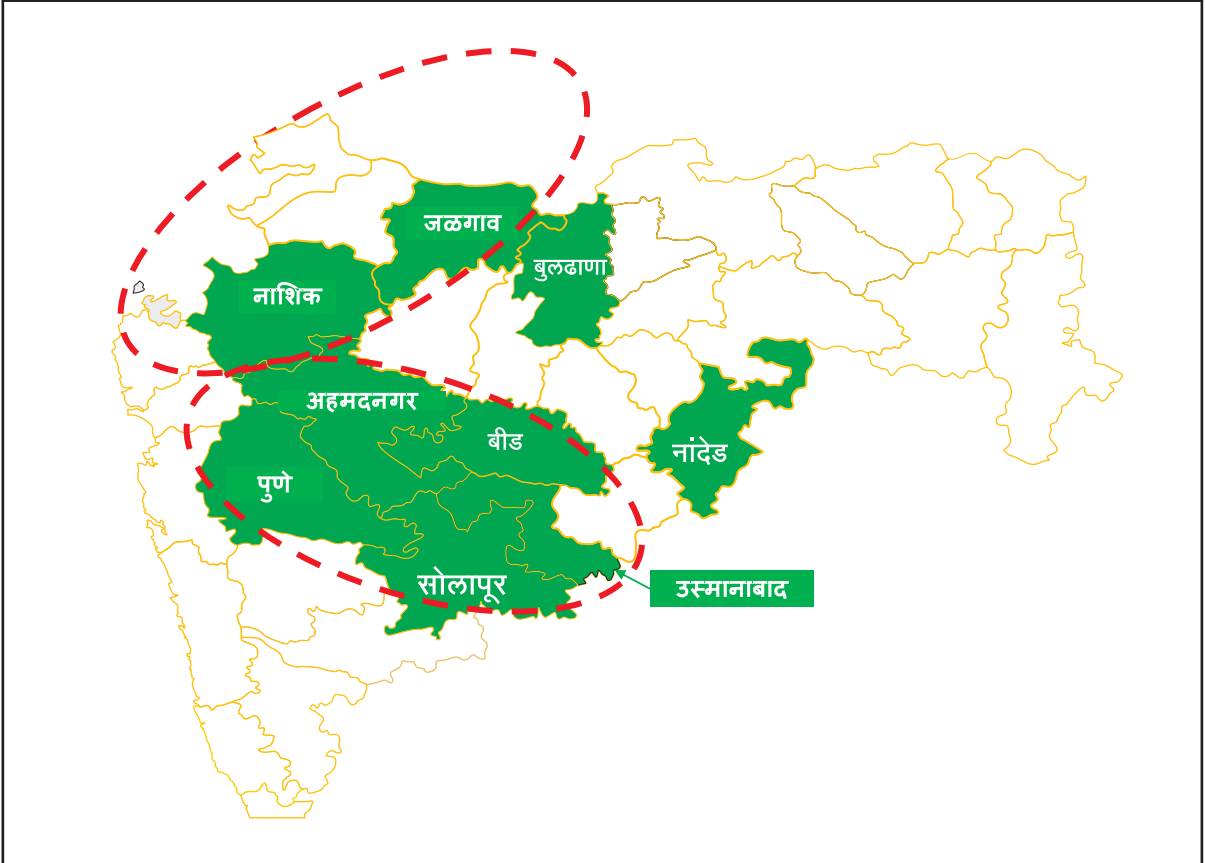 जळगाव
बुलढाणा
नाशिक
अहमदनगर
बीड
नांदेड
पुणे
सोलापूर
उस्मानाबाद